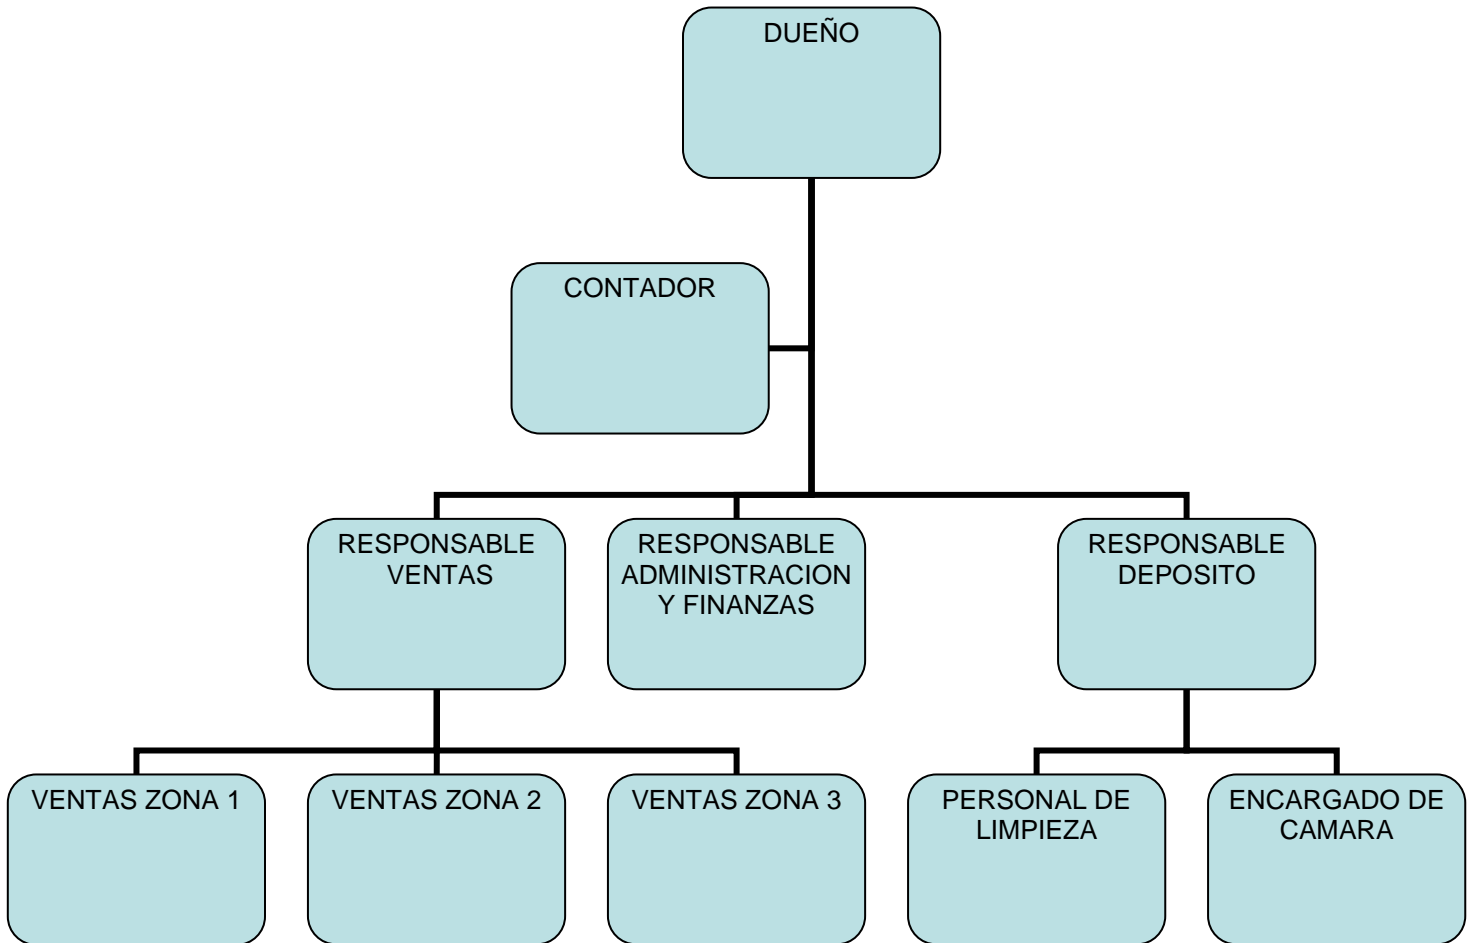 DUEÑO
CONTADOR
RESPONSABLE
VENTAS
RESPONSABLE
ADMINISTRACION
Y FINANZAS
RESPONSABLE
DEPOSITO
VENTAS ZONA 1
VENTAS ZONA 2
VENTAS ZONA 3
PERSONAL DE
LIMPIEZA
ENCARGADO DE
CAMARA